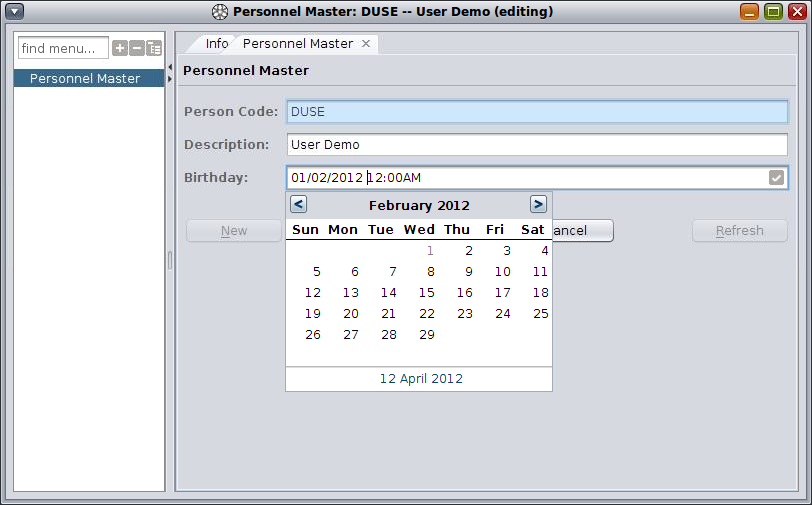 Personnel Master: DUSE -- User Demo (editing)
find menu...
Personnel Master
Info
Personnel Master
Personnel Master
Person Code: DUSE
Description: User Demo
Birthday: 01/02/2012 12:00AM
< February 2012 >
Sun Mon Tue Wed Thu Fri Sat
1 2 3 4
5 6 7 8 9 10 11
12 13 14 15 16 17 18
19 20 21 22 23 24 25
26 27 28 29
12 April 2012
New
ancel
Refresh